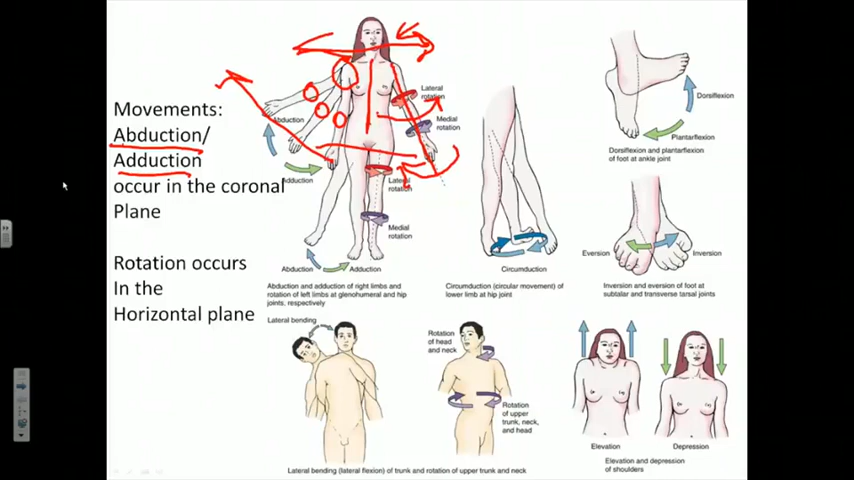 Movements:
Abduction/
Adduction
occur in the coronal
Plane
Rotation occurs
In the
Horizontal plane
Abduction
Adduction
Lateral
rotation
Medial
rotation
Lateral
rotation
Medial
rotation
Abduction
Adduction
Abduction and adduction of right limbs and
rotation of left limbs at glenohumeral and hip
joints, respectively
Circumduction
Circumduction (circular movement) of
lower limb at hip joint
Dorsiflexion
Plantarflexion
Dorsiflexion and plantarflexion
of foot at ankle joint
Eversion
Inversion
Inversion and eversion of foot at
subtalar and transverse tarsal joints
Lateral bending
Rotation
of head
and neck
Rotation of
upper
trunk, neck,
and head
Lateral bending (lateral flexion) of trunk and rotation of upper trunk and neck
Elevation
Depression
Elevation and depression
of shoulders